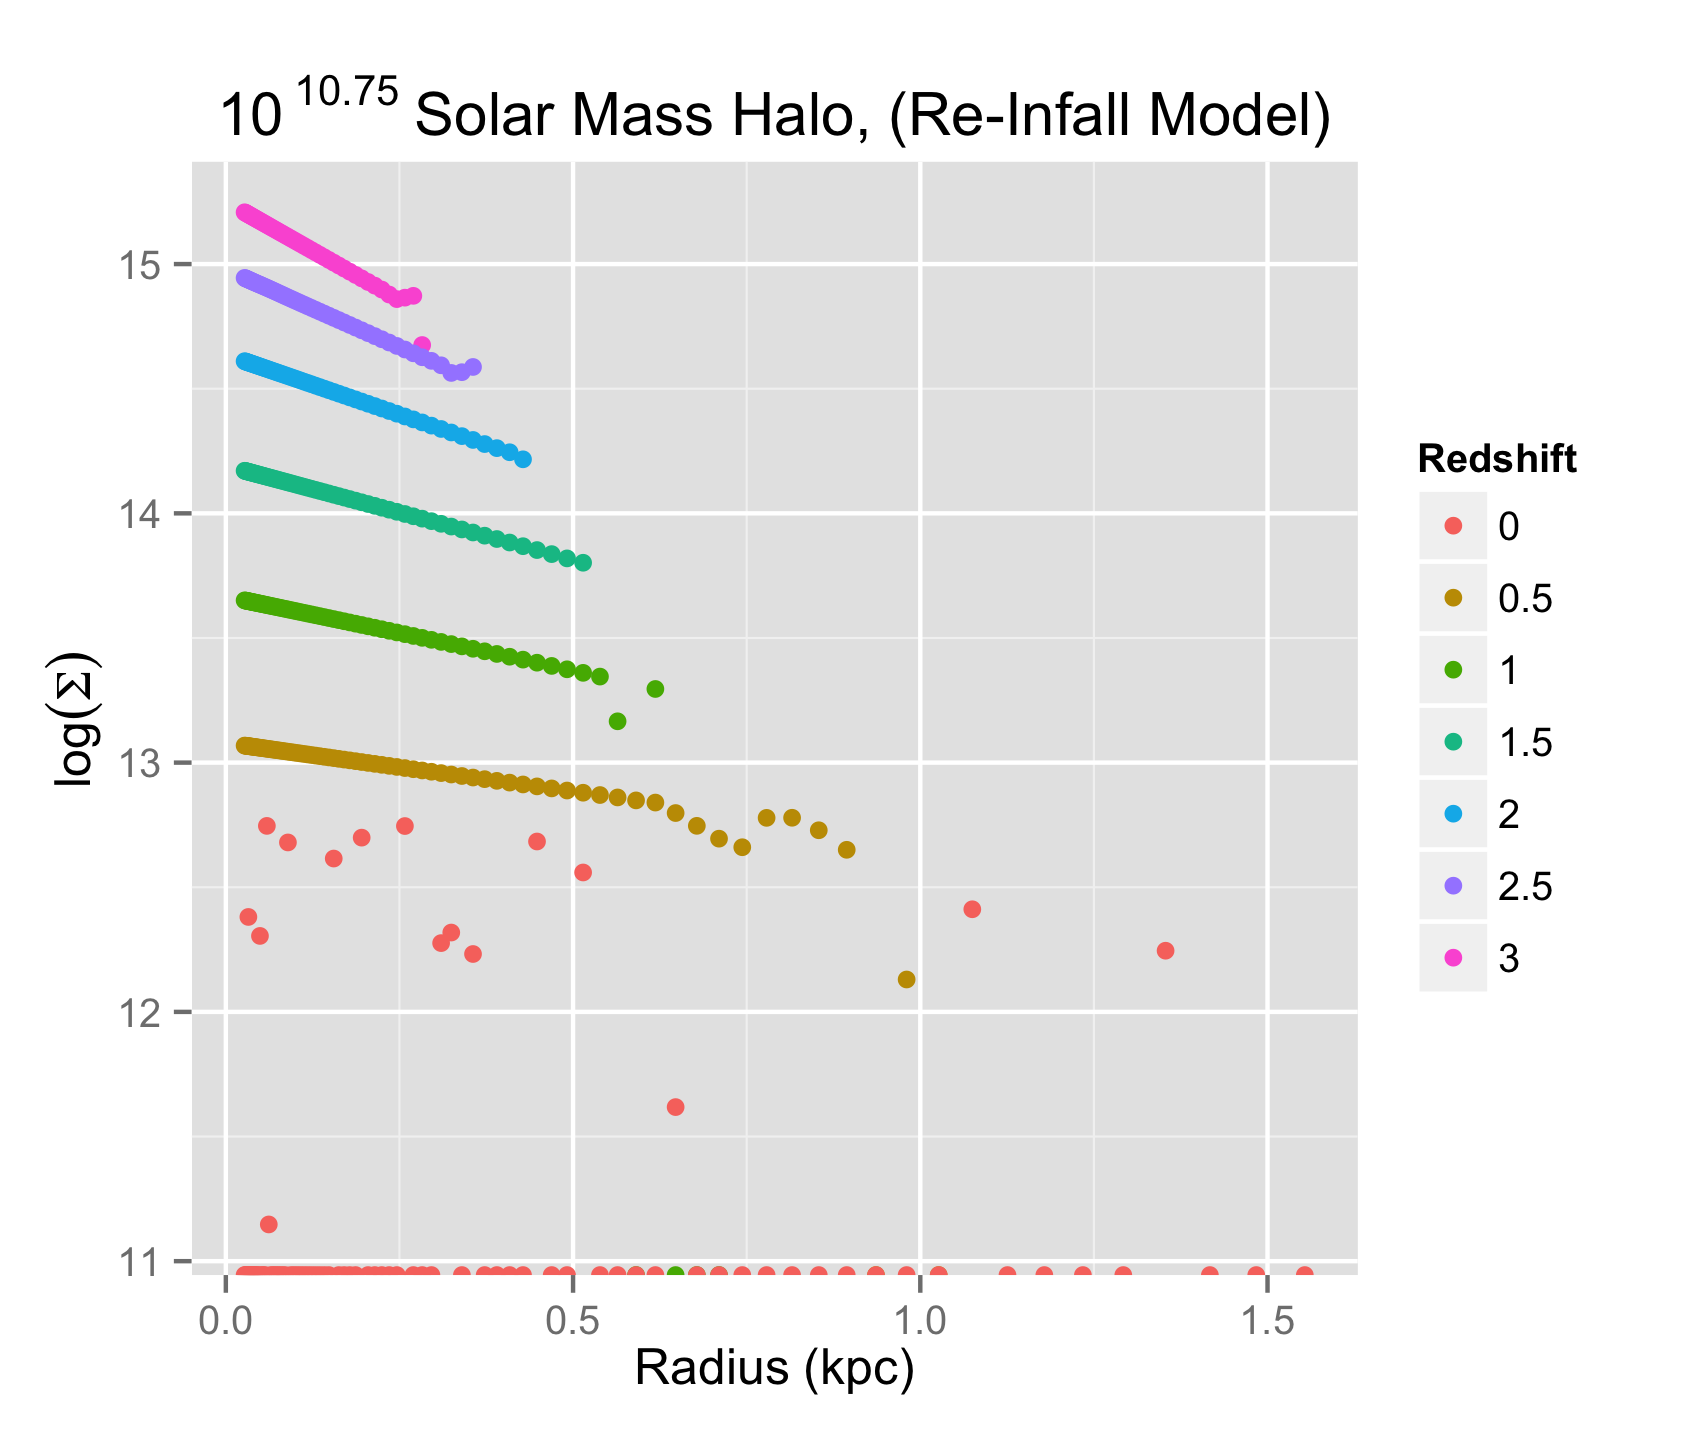 10^10.75 Solar Mass Halo, (Re-Infall Model)
15
14
13
12
11
log(Σ)
0.0 0.5 1.0 1.5
Radius (kpc)
Redshift
0
0.5
1
1.5
2
2.5
3